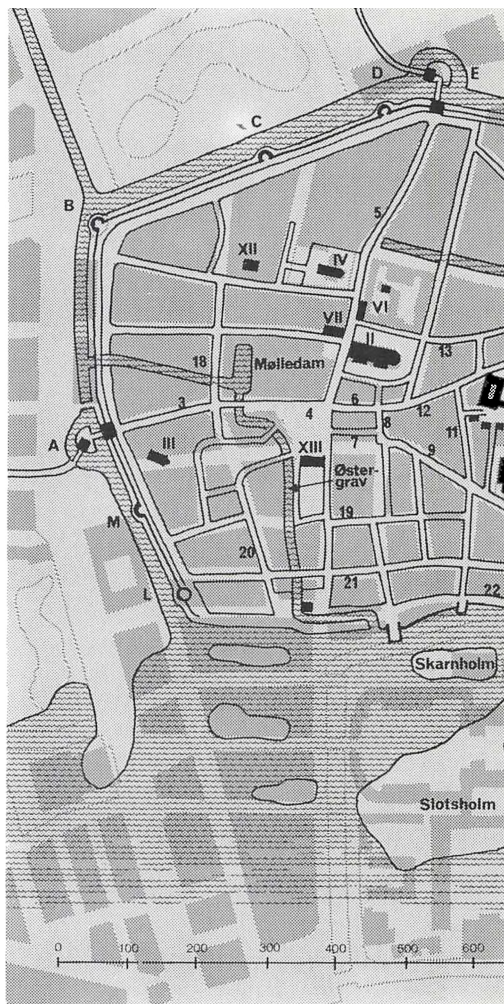 D E
C
B
5
XII
IV
VI
VII
II
18
Mølledam
13
3
4
6
8
12
7
11
A
III
XIII
9
Øster-
grav
M
19
20
21
L
22
Skarnholm
Slotsholm
0 100 200 300 400 500 600